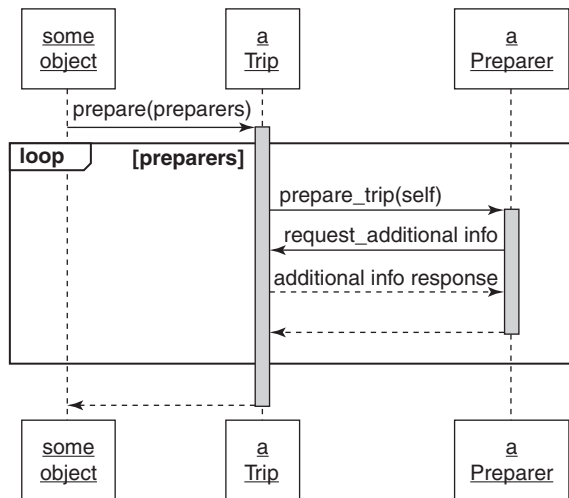 some
object
a
Trip
a
Preparer
prepare(preparers)
loop
[preparers]
prepare_trip(self)
request_additional info
additional info response
some
object
a
Trip
a
Preparer